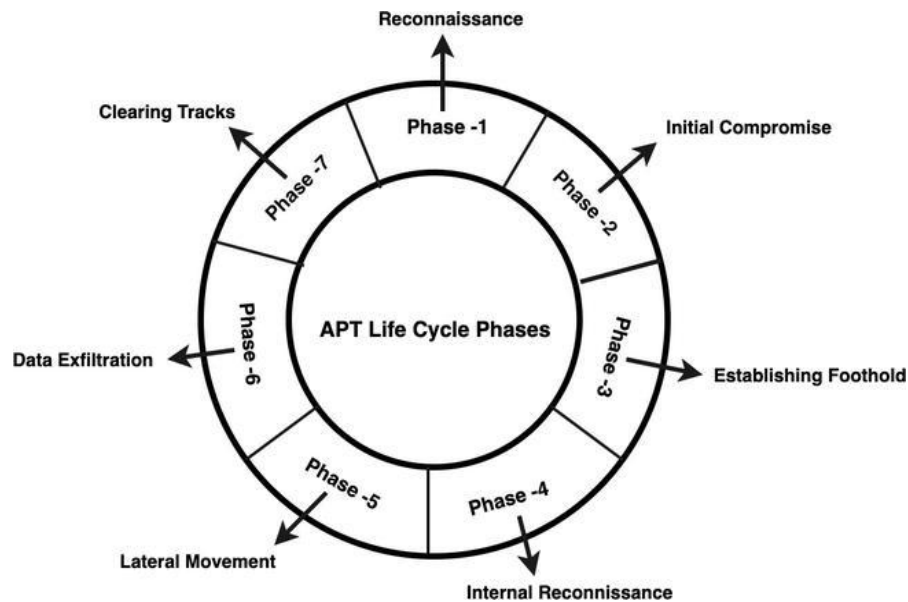 Reconnaissance
Phase -1
Clearing Tracks
Initial Compromise
Phase -7
Phase -2
APT Life Cycle Phases
Phase -6
Phase -3
Data Exfiltration
Establishing Foothold
Phase -5
Phase -4
Lateral Movement
Internal Reconnissance